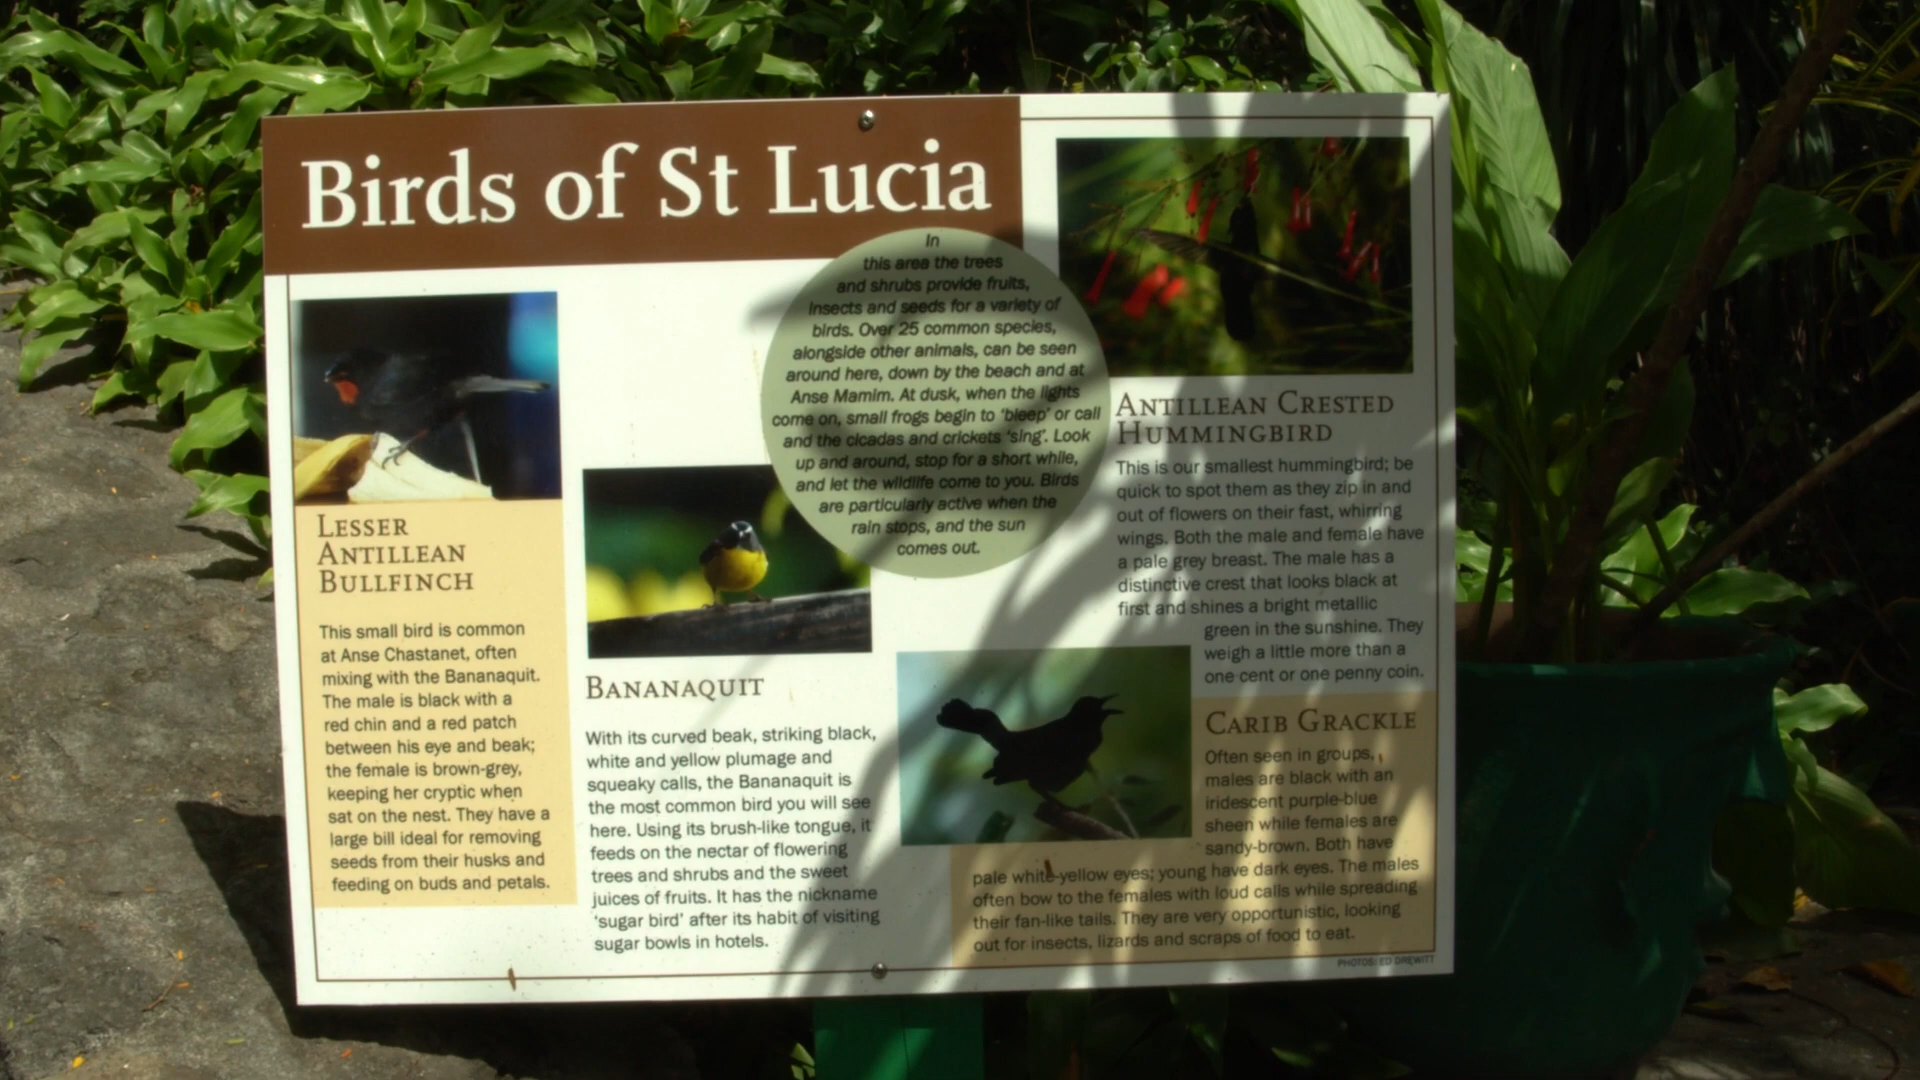 Birds of St Lucia
In
this area the trees
and shrubs provide fruits,
insects and seeds for a variety of
birds. Over 25 common species,
alongside other animals, can be seen
around here, down by the beach and at
Anse Mamim. At dusk, when the lights
come on, small frogs begin to 'bleep' or call
and the cicadas and crickets 'sing'. Look
up and around, stop for a short while,
and let the wildlife come to you. Birds
are particularly active when the
rain stops, and the sun
comes out.
LESSER
ANTILLEAN
BULLFINCH
This small bird is common
at Anse Chastanet, often
mixing with the Bananaquit.
The male is black with a
red chin and a red patch
between his eye and beak;
the female is brown-grey,
keeping her cryptic when
sat on the nest. They have a
large bill ideal for removing
seeds from their husks and
feeding on buds and petals.
BANANAQUIT
With its curved beak, striking black,
white and yellow plumage and
squeaky calls, the Bananaquit is
the most common bird you will see
here. Using its brush-like tongue, it
feeds on the nectar of flowering
trees and shrubs and the sweet
juices of fruits. It has the nickname
'sugar bird' after its habit of visiting
sugar bowls in hotels.
ANTILLEAN CRESTED
HUMMINGBIRD
This is our smallest hummingbird; be
quick to spot them as they zip in and
out of flowers on their fast, whirring
wings. Both the male and female have
a pale grey breast. The male has a
distinctive crest that looks black at
first and shines a bright metallic
green in the sunshine. They
weigh a little more than a
one cent or one penny coin.
CARIB GRACKLE
Often seen in groups,
males are black with an
iridescent purple-blue
sheen while females are
sandy-brown. Both have
pale white-yellow eyes; young have dark eyes. The males
often bow to the females with loud calls while spreading
their fan-like tails. They are very opportunistic, looking
out for insects, lizards and scraps of food to eat.
PHOTOS: ED DREWITT